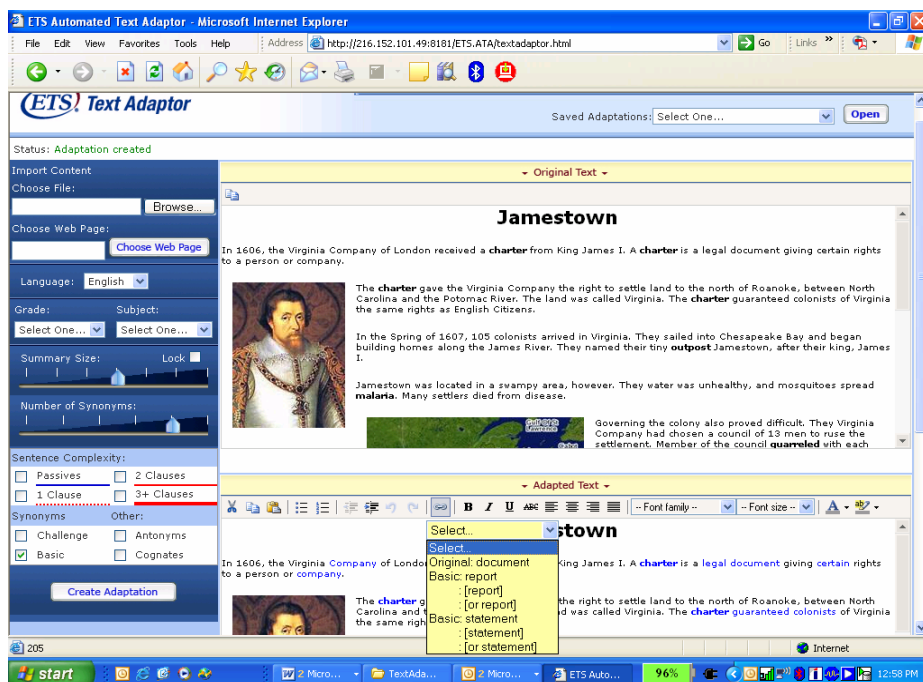 ETS Automated Text Adaptor - Microsoft Internet Explorer
File Edit View Favorites Tools Help Address http://216.152.101.49:8181/ETS.ATA/textadaptor.html Go Links
ETS Text Adaptor
Saved Adaptations: Select One... Open
Status: Adaptation created
Import Content
Choose File:
Browse...
Choose Web Page:
Choose Web Page
Language: English
Grade: Subject:
Select One... Select One...
Summary Size: Lock
Number of Synonyms:
Sentence Complexity:
Passives 2 Clauses
1 Clause 3+ Clauses
Synonyms Other:
Challenge Antonyms
Basic Cognates
Create Adaptation
Original Text
Jamestown
In 1606, the Virginia Company of London received a charter from King James I. A charter is a legal document giving certain rights
to a person or company.
The charter gave the Virginia Company the right to settle land to the north of Roanoke, between North
Carolina and the Potomac River. The land was called Virginia. The charter guaranteed colonists of Virginia
the same rights as English Citizens.
In the Spring of 1607, 105 colonists arrived in Virginia. They sailed into Chesapeake Bay and began
building homes along the James River. They named their tiny outpost Jamestown, after their king, James
I.
Jamestown was located in a swampy area, however. They water was unhealthy, and mosquitoes spread
malaria. Many settlers died from disease.
Gulf Of St
Lawrence
Governing the colony also proved difficult. They Virginia
Company had chosen a council of 13 men to ruse the
settlement. Member of the council quarreled with each
Adapted Text
B I U ABC -- Font family -- -- Font size -- A ab
Select... stown
Select...
Original: document
Basic: report
: [report]
: [or report]
Basic: statement
: [statement]
: [or statement]
In 1606, the Virginia Company of Londo King James I. A charter is a legal document giving certain rights
to a person or company.
The charter g the right to settle land to the north of Roanoke, between North
Carolina and t d was called Virginia. The charter guaranteed colonists of Virginia
the same righ
205 Internet
start 2 Micro... TextAda... 2 Micro... ETS Auto... 96% 12:58 PM